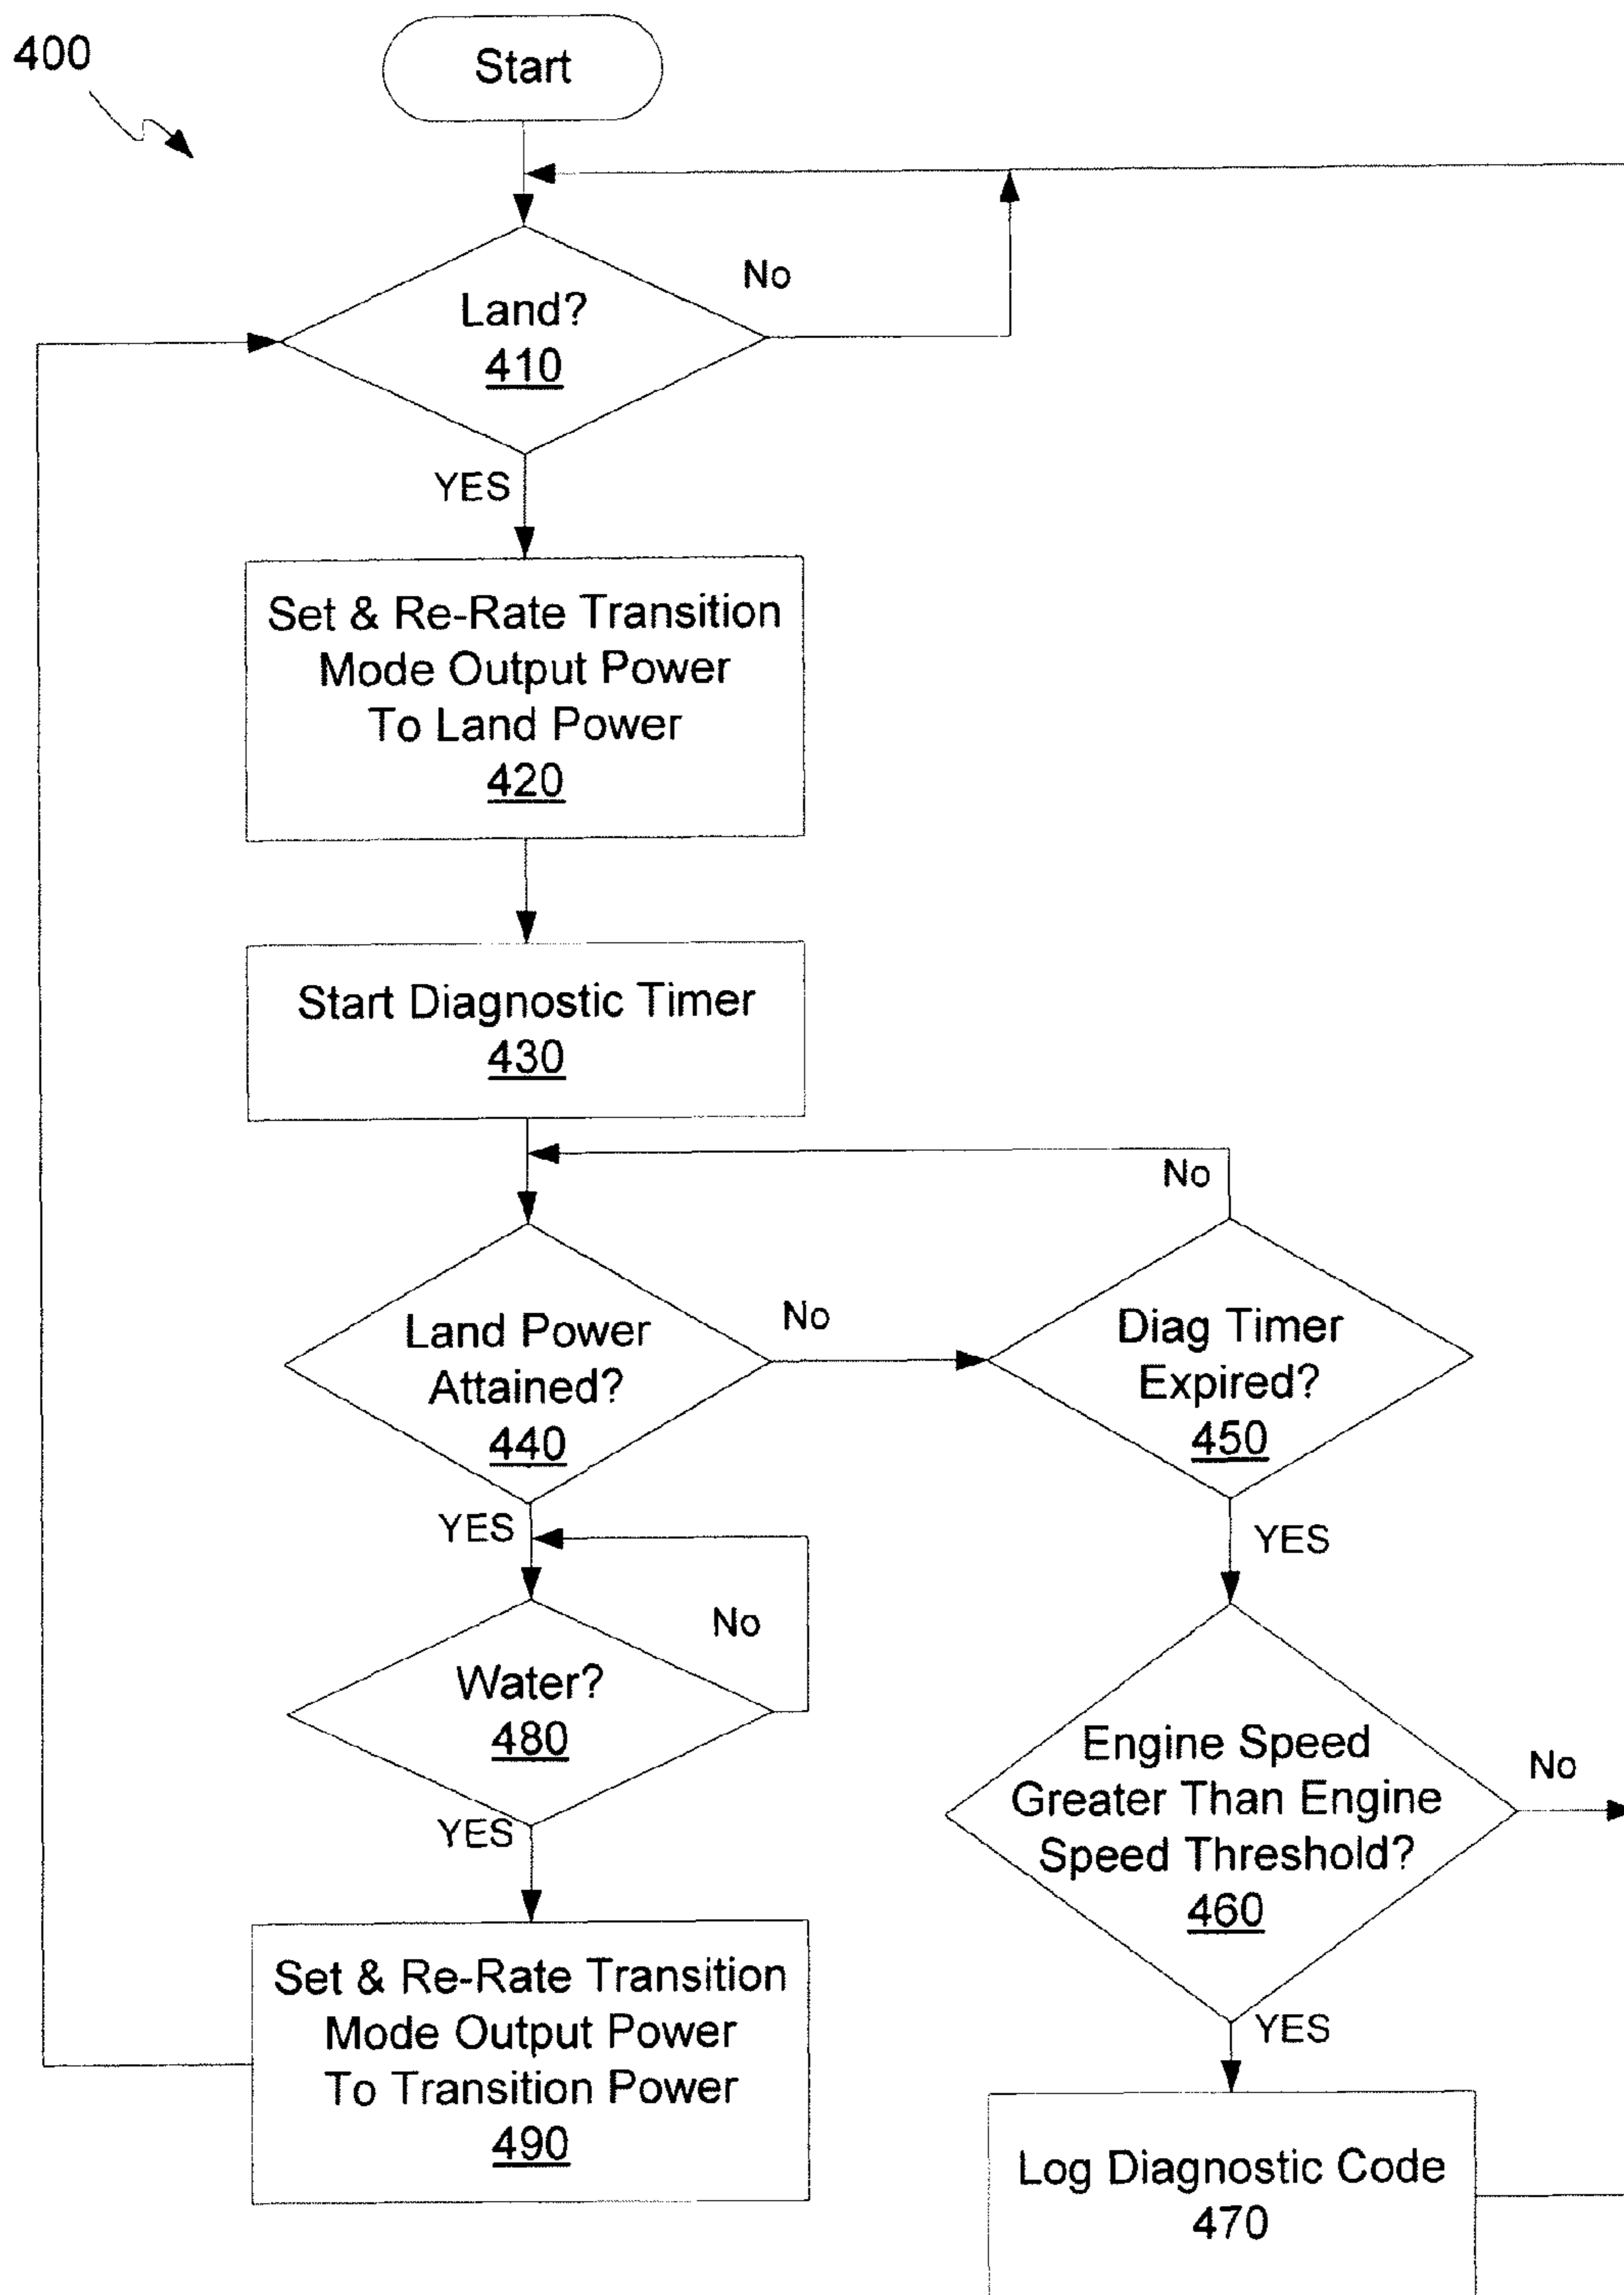 400
Start
Land?
410
No
YES
Set & Re-Rate Transition
Mode Output Power
To Land Power
420
Start Diagnostic Timer
430
No
Land Power
Attained?
440
No
Diag Timer
Expired?
450
YES
YES
Water?
480
No
Engine Speed
Greater Than Engine
Speed Threshold?
460
No
YES
YES
Set & Re-Rate Transition
Mode Output Power
To Transition Power
490
Log Diagnostic Code
470